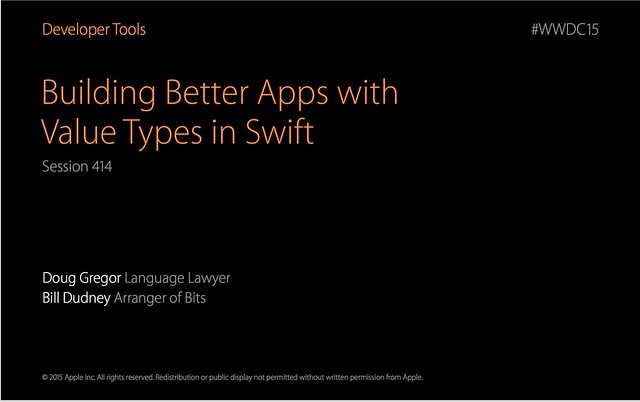 Developer Tools
#WWDC15
Building Better Apps with
Value Types in Swift
Session 414
Doug Gregor Language Lawyer
Bill Dudney Arranger of Bits
© 2015 Apple Inc. All rights reserved. Redistribution or public display not permitted without written permission from Apple.